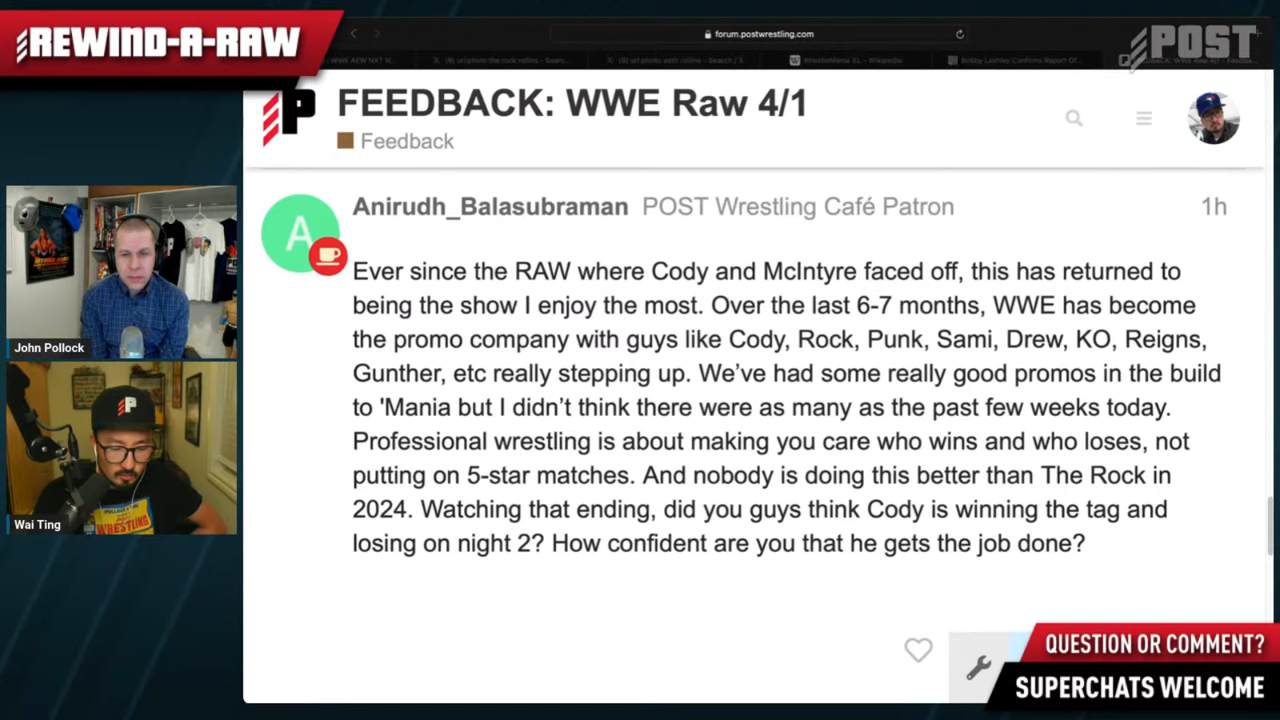 REWIND-A-RAW
forum.postwrestling.com
POST
FEEDBACK: WWE Raw 4/1
Feedback
Anirudh_Balasubraman POST Wrestling Café Patron 1h
Ever since the RAW where Cody and McIntyre faced off, this has returned to
being the show I enjoy the most. Over the last 6-7 months, WWE has become
the promo company with guys like Cody, Rock, Punk, Sami, Drew, KO, Reigns,
Gunther, etc really stepping up. We’ve had some really good promos in the build
to 'Mania but I didn’t think there were as many as the past few weeks today.
Professional wrestling is about making you care who wins and who loses, not
putting on 5-star matches. And nobody is doing this better than The Rock in
2024. Watching that ending, did you guys think Cody is winning the tag and
losing on night 2? How confident are you that he gets the job done?
John Pollock
WRESTLING
Wai Ting
QUESTION OR COMMENT?
SUPERCHATS WELCOME